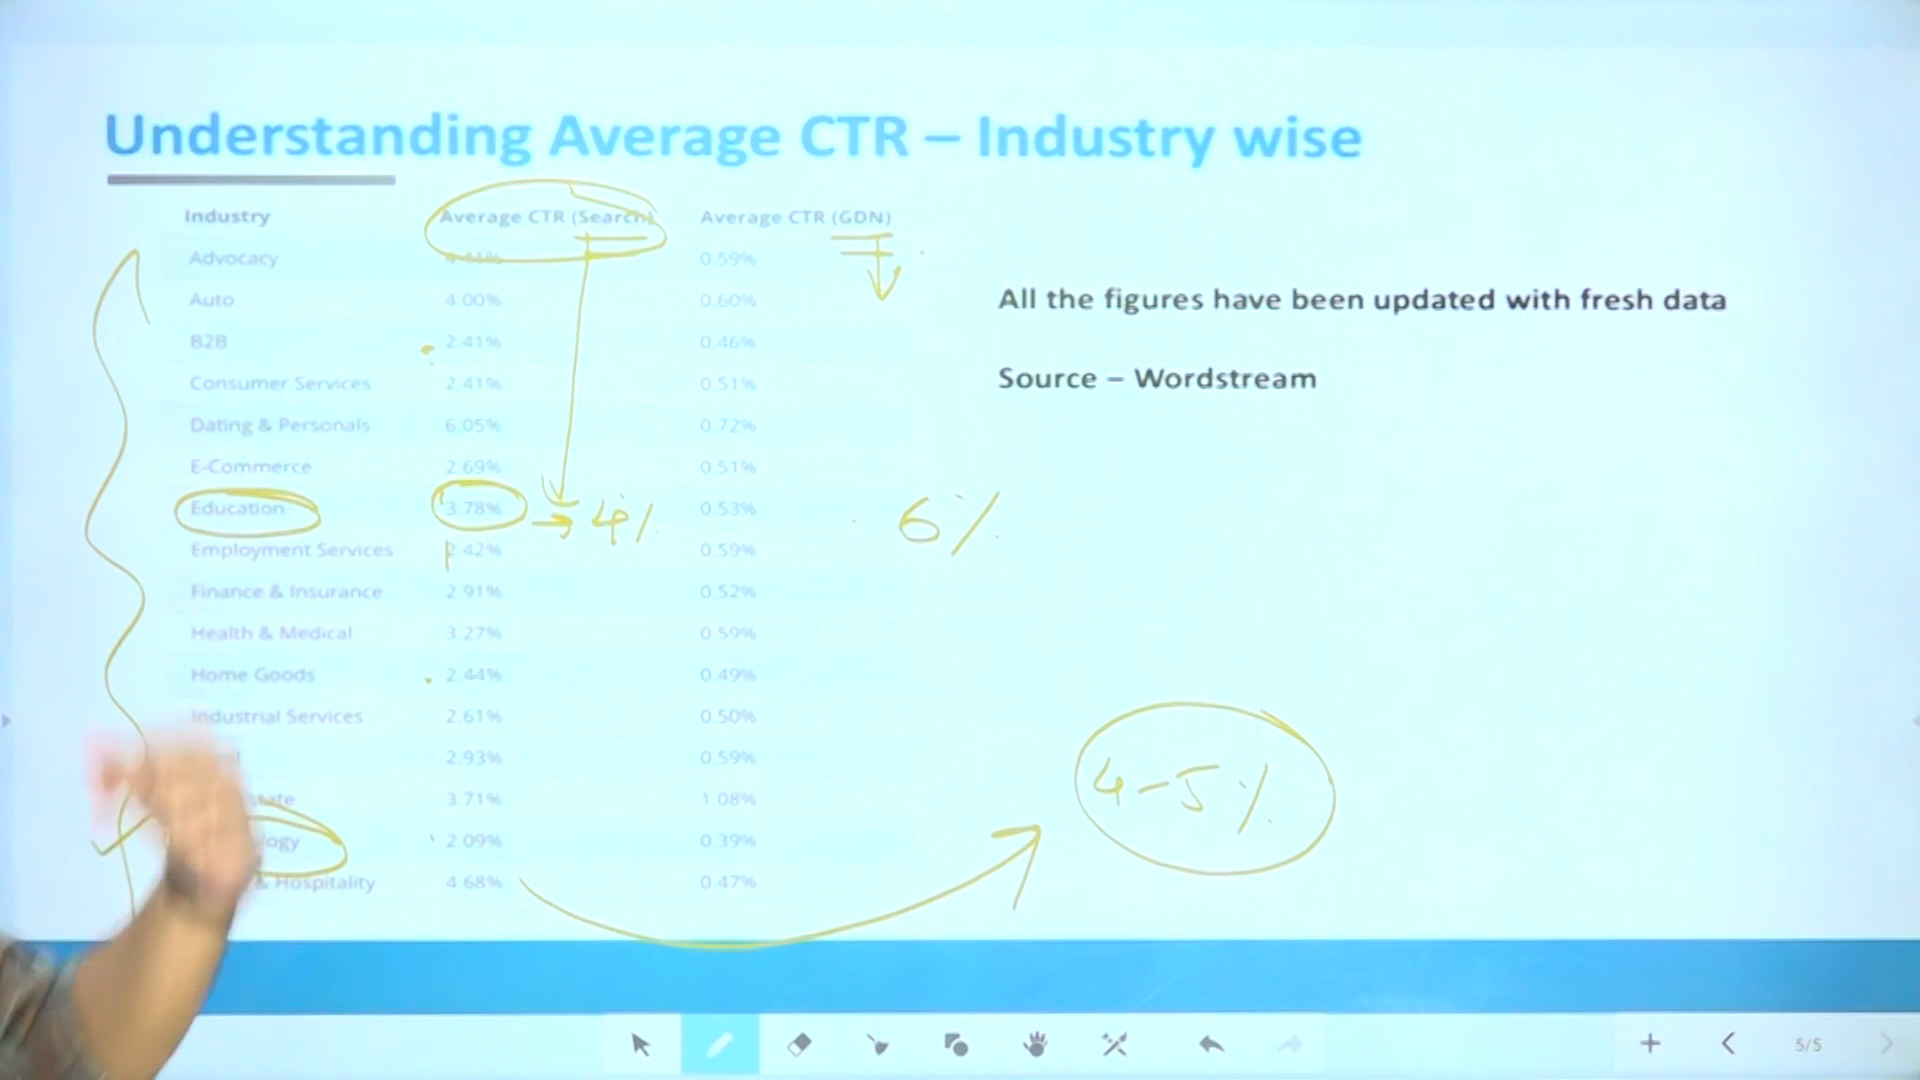 Understanding Average CTR – Industry wise
Industry Average CTR (Search) Average CTR (GDN)
Advocacy 0.59%
Auto 4.00% 0.60%
B2B 2.41% 0.46%
Consumer Services 2.41% 0.51%
Dating & Personals 6.05% 0.72%
E-Commerce 2.69% 0.51%
Education 3.78% 4% 0.53% 6%
Employment Services 2.42% 0.59%
Finance & Insurance 2.91% 0.52%
Health & Medical 3.27% 0.59%
Home Goods 2.44% 0.49%
Industrial Services 2.61% 0.50%
2.93% 0.59%
3.71% 1.08%
2.09% 0.39%
& Hospitality 4.68% 0.47%
All the figures have been updated with fresh data
Source – Wordstream
4-5%
5/5